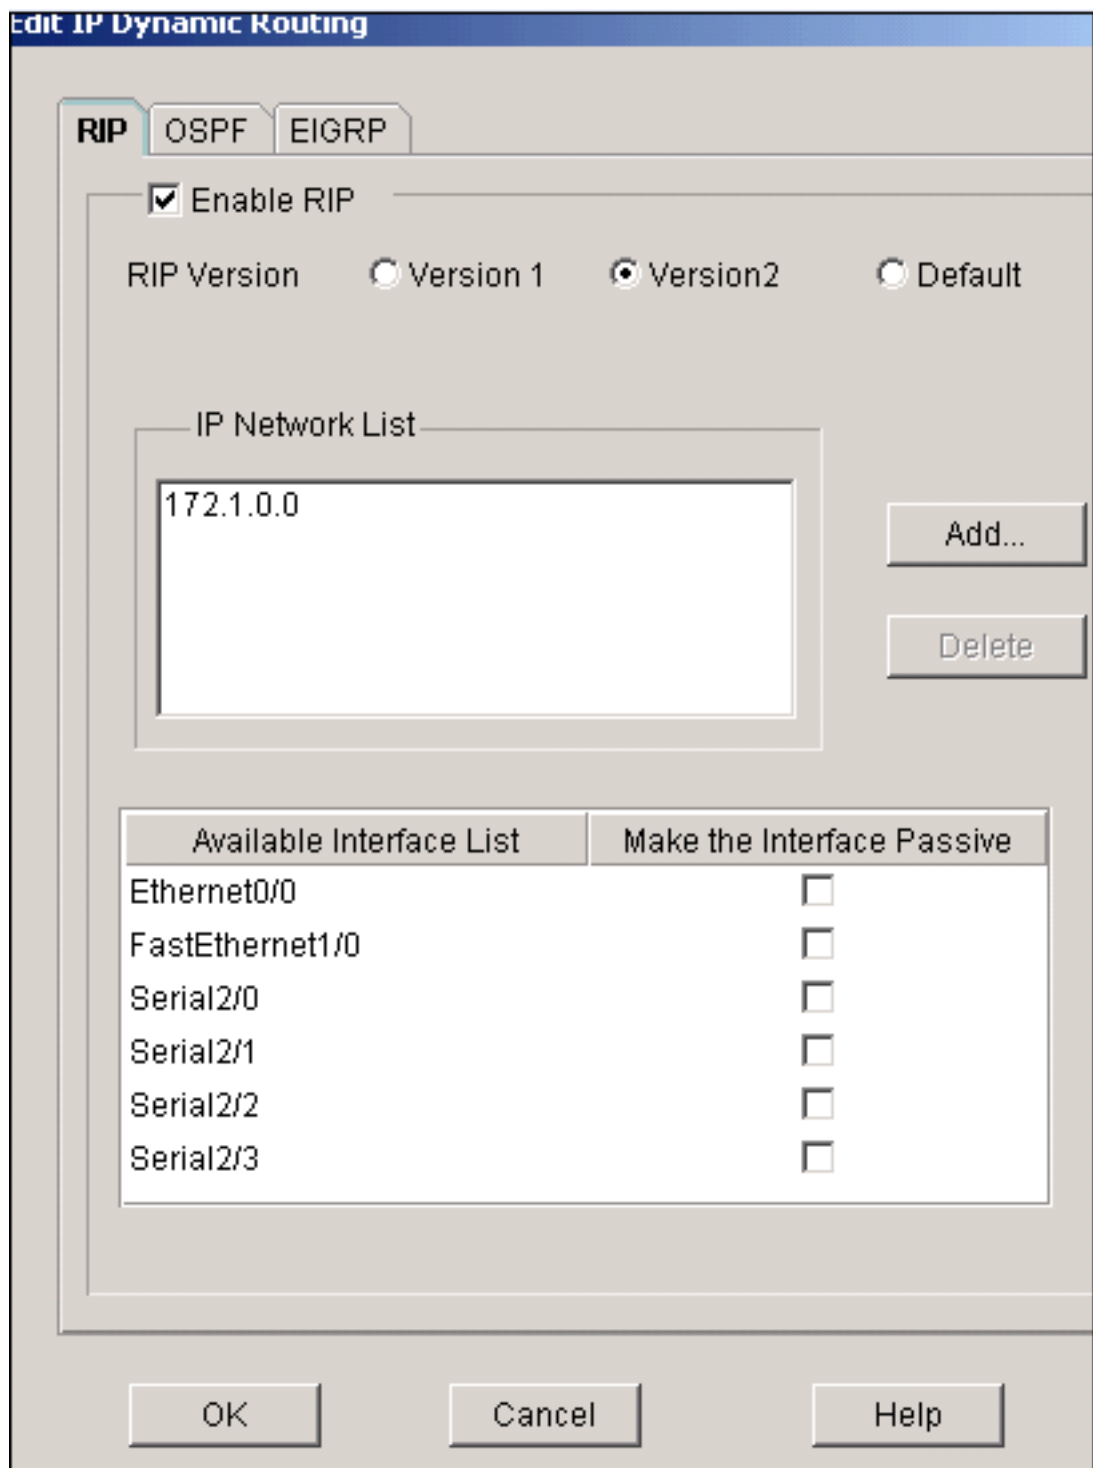 Edit IP Dynamic Routing
RIP OSPF EIGRP
Enable RIP
RIP Version Version 1 Version2 Default
IP Network List
172.1.0.0
Add...
Delete
Available Interface List Make the Interface Passive
Ethernet0/0
FastEthernet1/0
Serial2/0
Serial2/1
Serial2/2
Serial2/3
OK Cancel Help